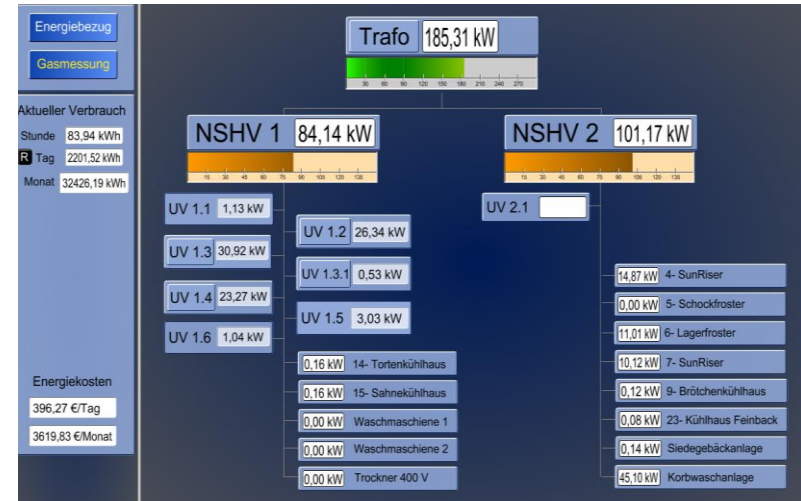 Energiebezug
Gasmessung
Aktueller Verbrauch
Stunde 83,94 kWh
R Tag 2201,52 kWh
Monat 32426,19 kWh
Energiekosten
396,27 €/Tag
3619,83 €/Monat
Trafo 185,31 kW
30 60 90 120 150 180 210 240 270
NSHV 1 84,14 kW
15 30 45 60 75 90 105 120 135
NSHV 2 101,17 kW
15 30 45 60 75 90 105 120 135
UV 1.1 1,13 kW
UV 1.2 26,34 kW
UV 1.3 30,92 kW
UV 1.3.1 0,53 kW
UV 1.4 23,27 kW
UV 1.5 3,03 kW
UV 1.6 1,04 kW
0,16 kW 14- Tortenkühlhaus
0,16 kW 15- Sahnekühlhaus
0,00 kW Waschmaschiene 1
0,00 kW Waschmaschiene 2
0,00 kW Trockner 400 V
UV 2.1
14,87 kW 4- SunRiser
0,00 kW 5- Schockfroster
11,01 kW 6- Lagerfroster
10,12 kW 7- SunRiser
0,12 kW 9- Brötchenkühlhaus
0,08 kW 23- Kühlhaus Feinback
0,14 kW Siedegebäckanlage
45,10 kW Korbwaschanlage